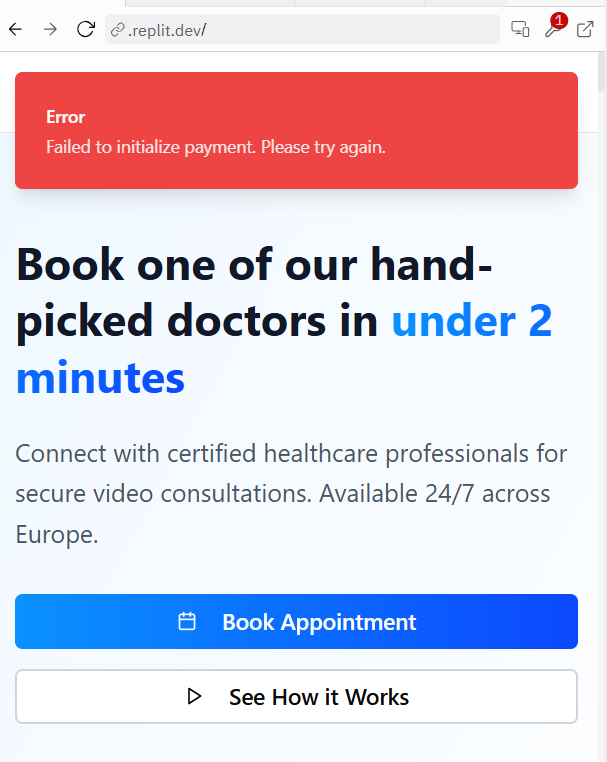 .replit.dev/
1
Error
Failed to initialize payment. Please try again.
Book one of our hand-
picked doctors in under 2
minutes
Connect with certified healthcare professionals for
secure video consultations. Available 24/7 across
Europe.
Book Appointment
See How it Works